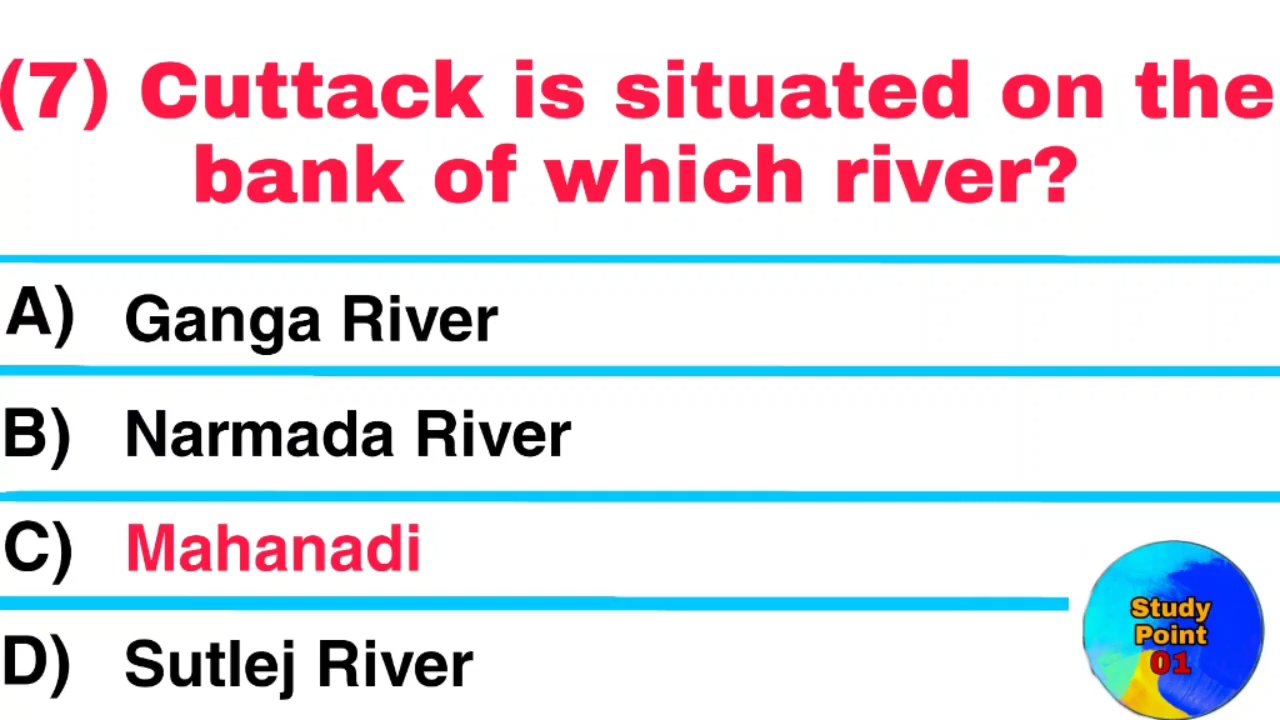 (7) Cuttack is situated on the
bank of which river?
A) Ganga River
B) Narmada River
C) Mahanadi
D) Sutlej River
Study
Point
01